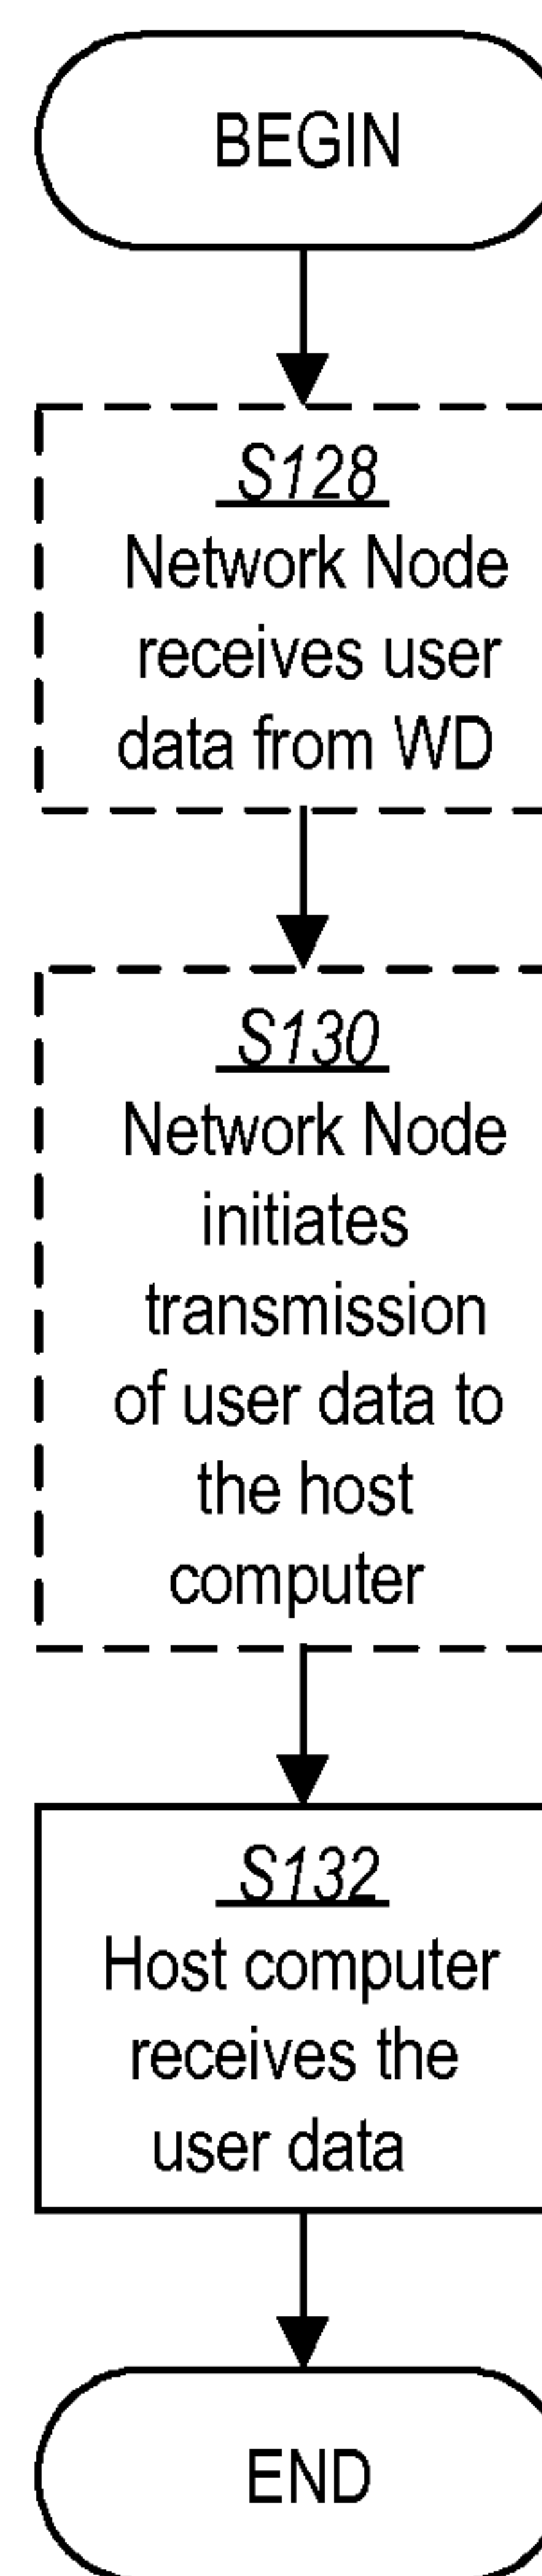 BEGIN
S128
Network Node
receives user
data from WD
S130
Network Node
initiates
transmission
of user data to
the host
computer
S132
Host computer
receives the
user data
END